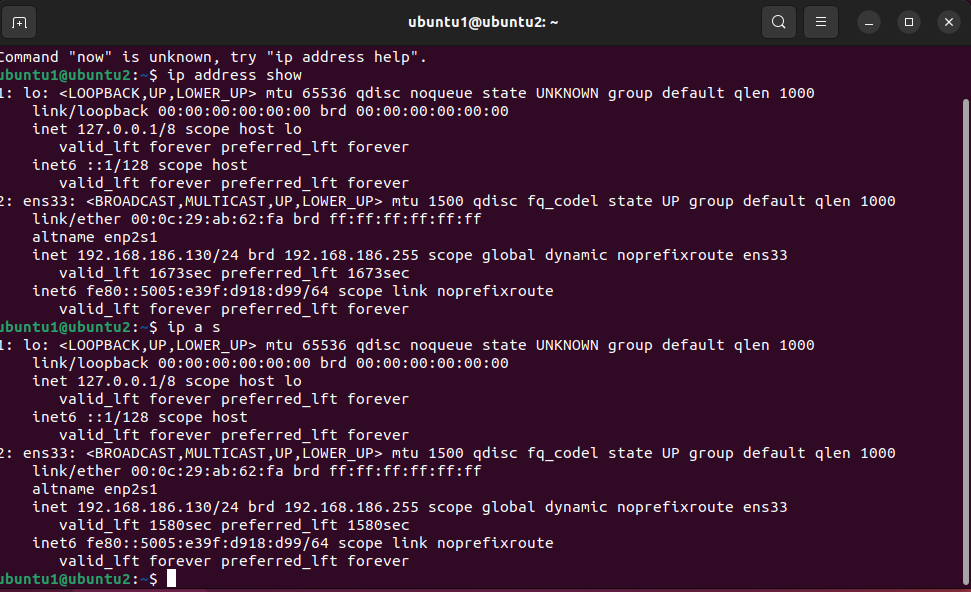 ubuntu1@ubuntu2: ~
Command "now" is unknown, try "ip address help".
ubuntu1@ubuntu2:~$ ip address show
1: lo: <LOOPBACK,UP,LOWER_UP> mtu 65536 qdisc noqueue state UNKNOWN group default qlen 1000
    link/loopback 00:00:00:00:00:00 brd 00:00:00:00:00:00
    inet 127.0.0.1/8 scope host lo
       valid_lft forever preferred_lft forever
    inet6 ::1/128 scope host
       valid_lft forever preferred_lft forever
2: ens33: <BROADCAST,MULTICAST,UP,LOWER_UP> mtu 1500 qdisc fq_codel state UP group default qlen 1000
    link/ether 00:0c:29:ab:62:fa brd ff:ff:ff:ff:ff:ff
    altname enp2s1
    inet 192.168.186.130/24 brd 192.168.186.255 scope global dynamic noprefixroute ens33
       valid_lft 1673sec preferred_lft 1673sec
    inet6 fe80::5005:e39f:d918:d99/64 scope link noprefixroute
       valid_lft forever preferred_lft forever
ubuntu1@ubuntu2:~$ ip a s
1: lo: <LOOPBACK,UP,LOWER_UP> mtu 65536 qdisc noqueue state UNKNOWN group default qlen 1000
    link/loopback 00:00:00:00:00:00 brd 00:00:00:00:00:00
    inet 127.0.0.1/8 scope host lo
       valid_lft forever preferred_lft forever
    inet6 ::1/128 scope host
       valid_lft forever preferred_lft forever
2: ens33: <BROADCAST,MULTICAST,UP,LOWER_UP> mtu 1500 qdisc fq_codel state UP group default qlen 1000
    link/ether 00:0c:29:ab:62:fa brd ff:ff:ff:ff:ff:ff
    altname enp2s1
    inet 192.168.186.130/24 brd 192.168.186.255 scope global dynamic noprefixroute ens33
       valid_lft 1580sec preferred_lft 1580sec
    inet6 fe80::5005:e39f:d918:d99/64 scope link noprefixroute
       valid_lft forever preferred_lft forever
ubuntu1@ubuntu2:~$